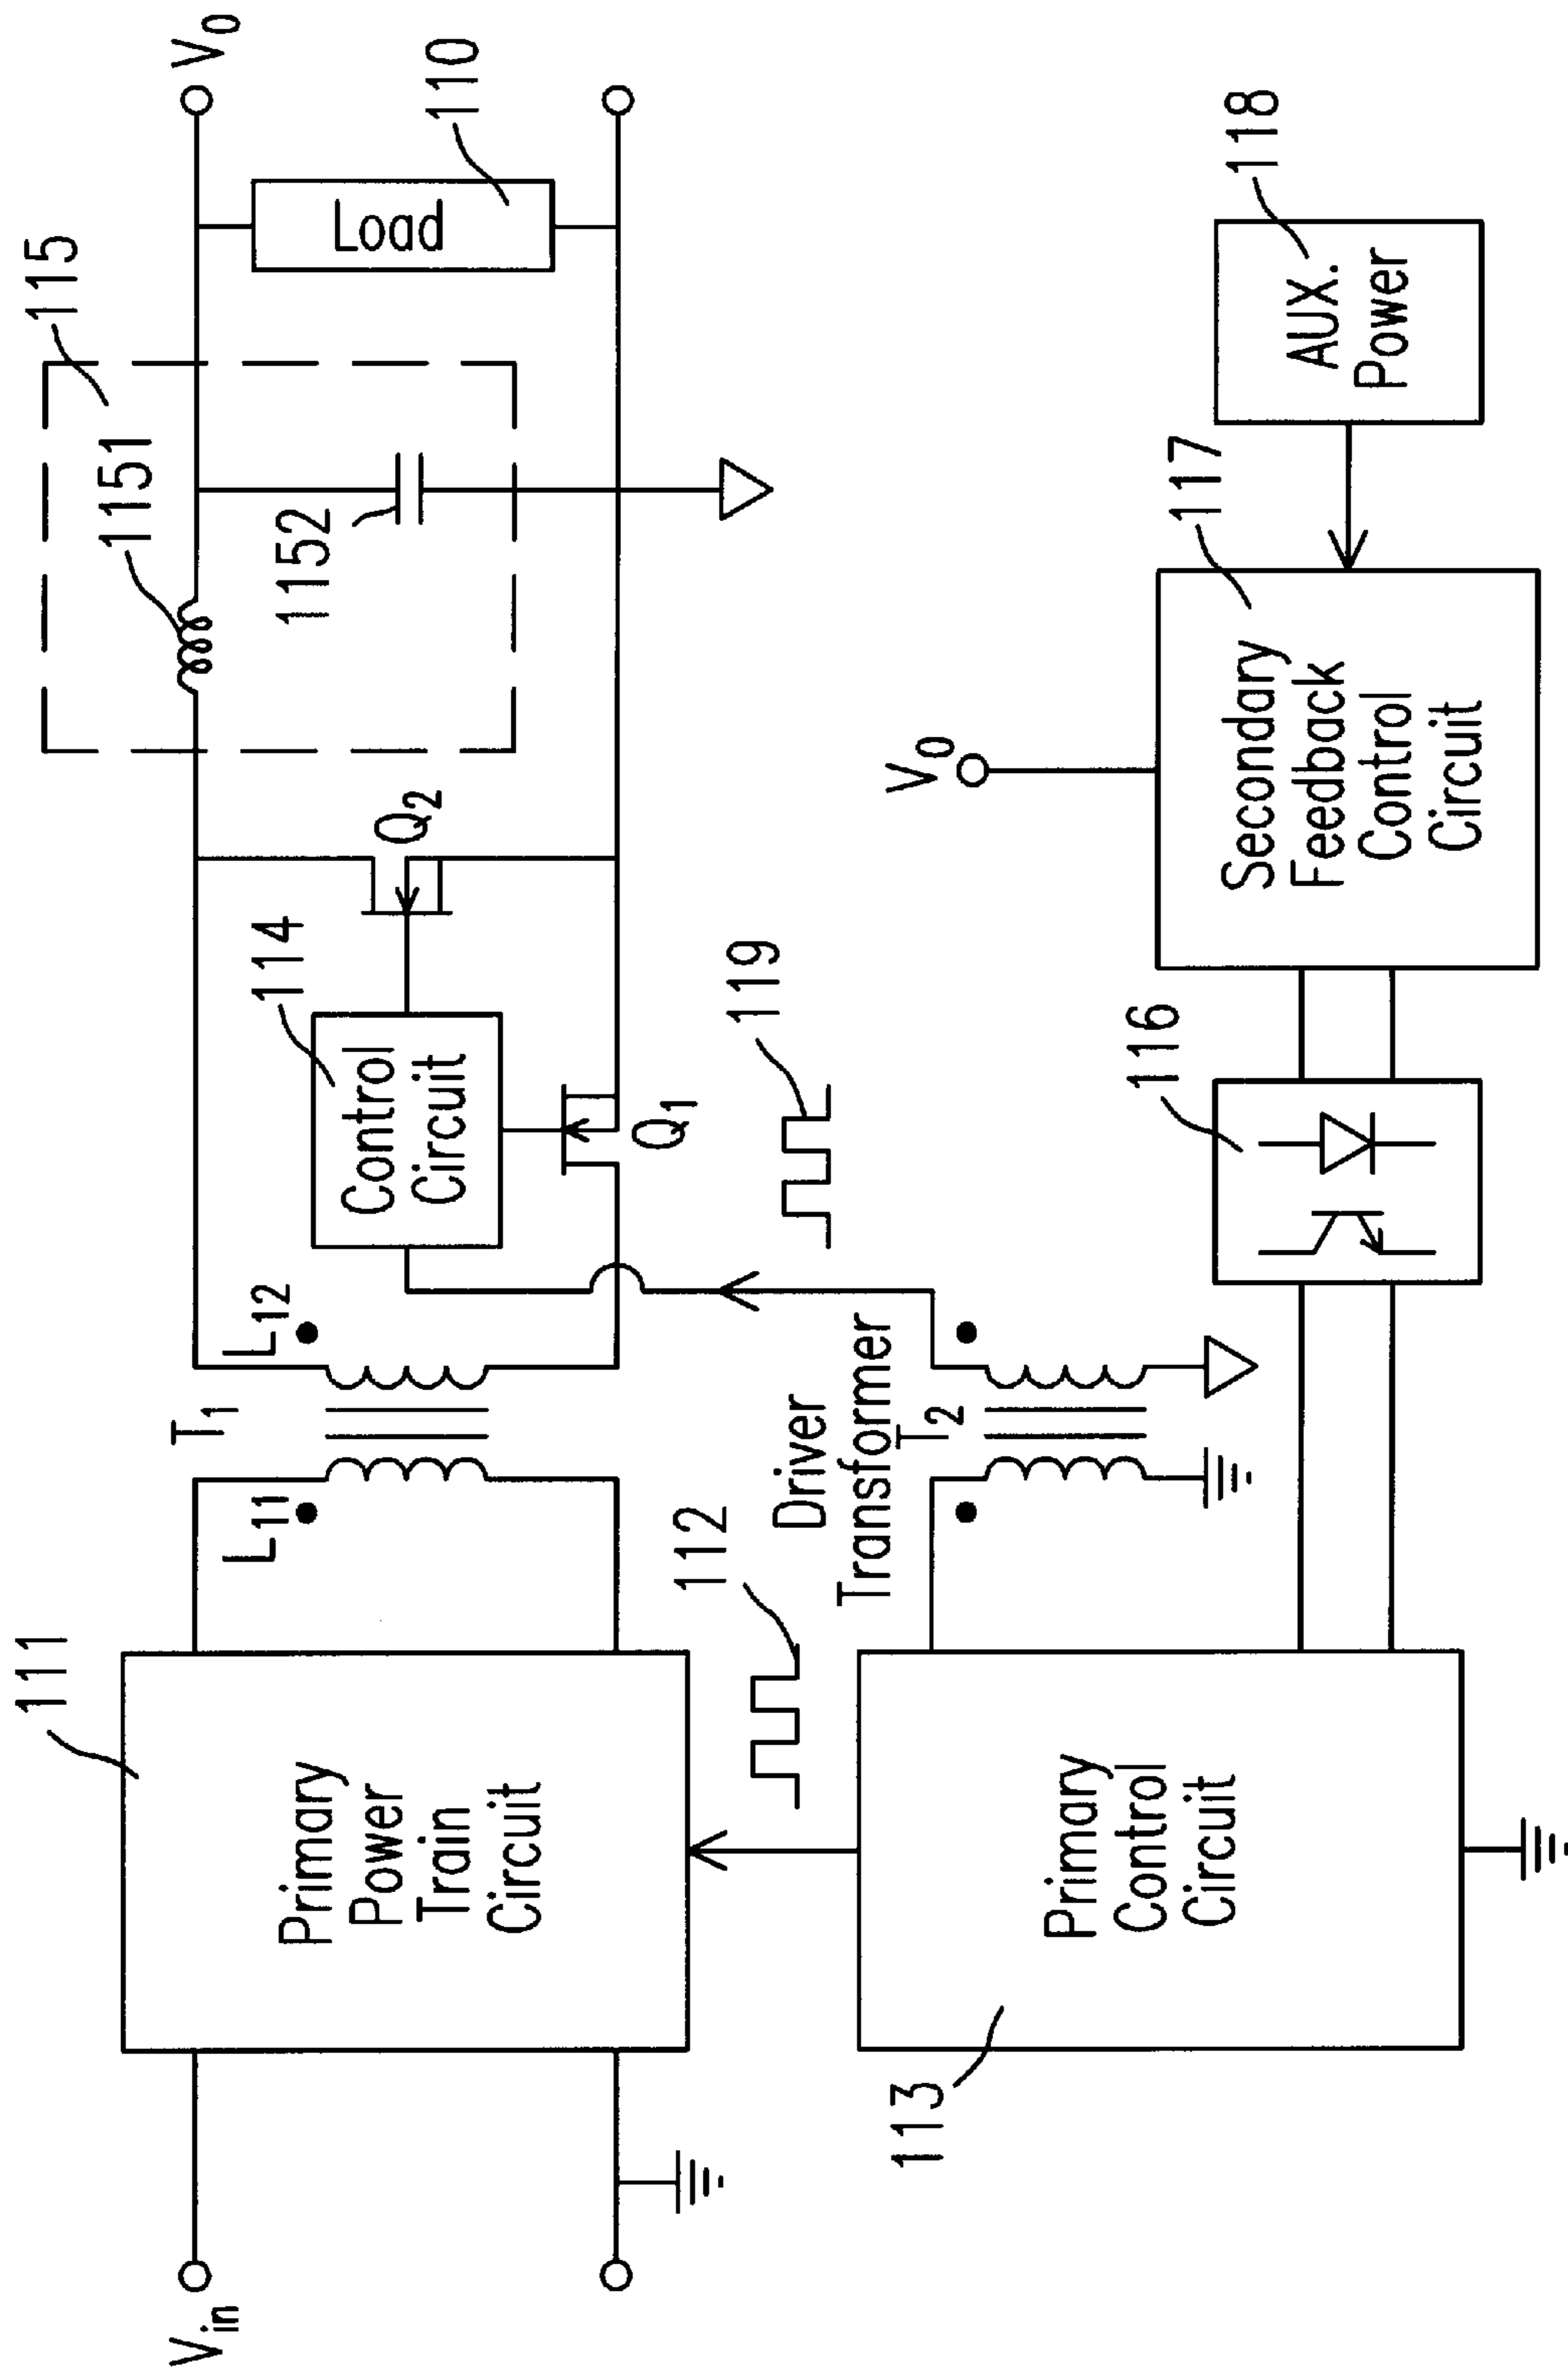 111
115
1151
T1
L11
L12
114
Control
Circuit
Q2
1152
Load
110
V0
Vin
Primary
Power
Train
Circuit
Q1
112
119
Driver
Transformer
T2
V0
113
Primary
Control
Circuit
116
117
Secondary
Feedback
Control
Circuit
118
AUX.
Power